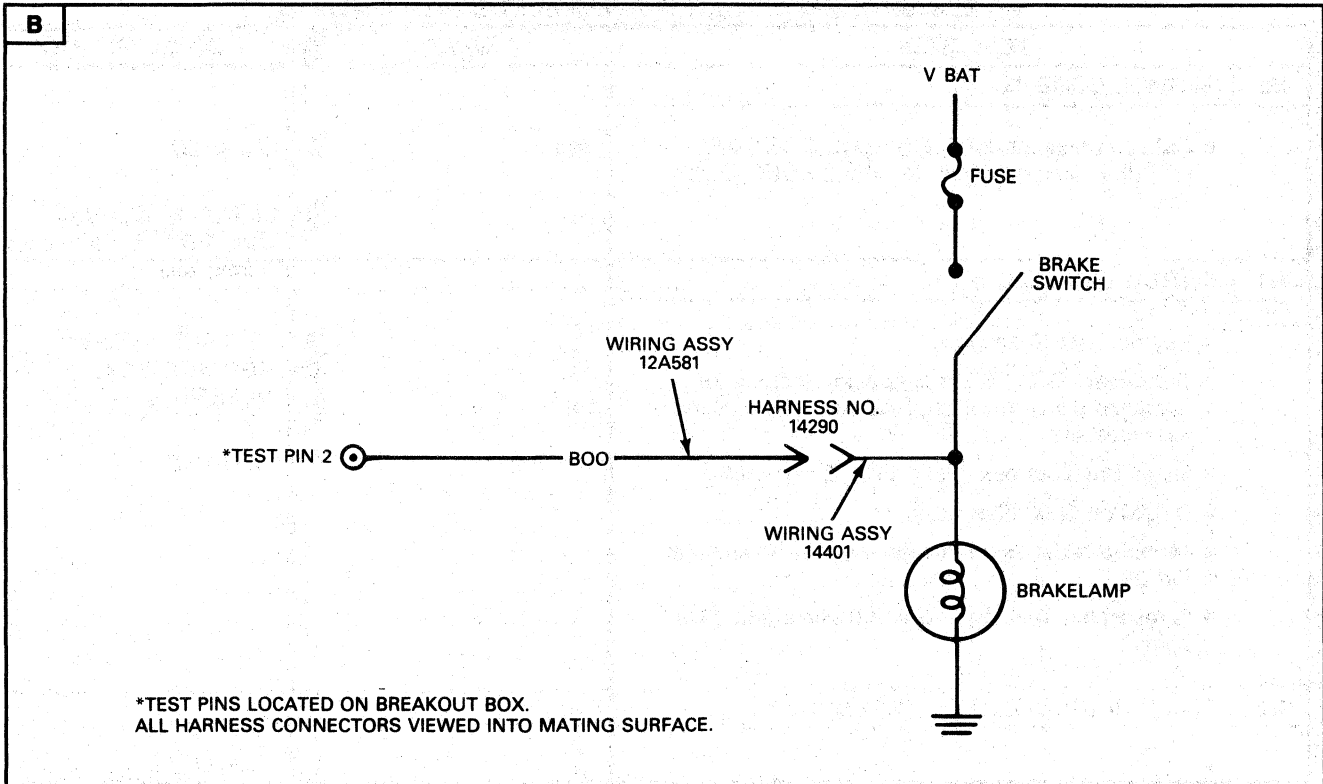 B
V BAT
FUSE
BRAKE
SWITCH
WIRING ASSY
12A581
HARNESS NO.
14290
*TEST PIN 2
BOO
WIRING ASSY
14401
BRAKELAMP
*TEST PINS LOCATED ON BREAKOUT BOX.
ALL HARNESS CONNECTORS VIEWED INTO MATING SURFACE.